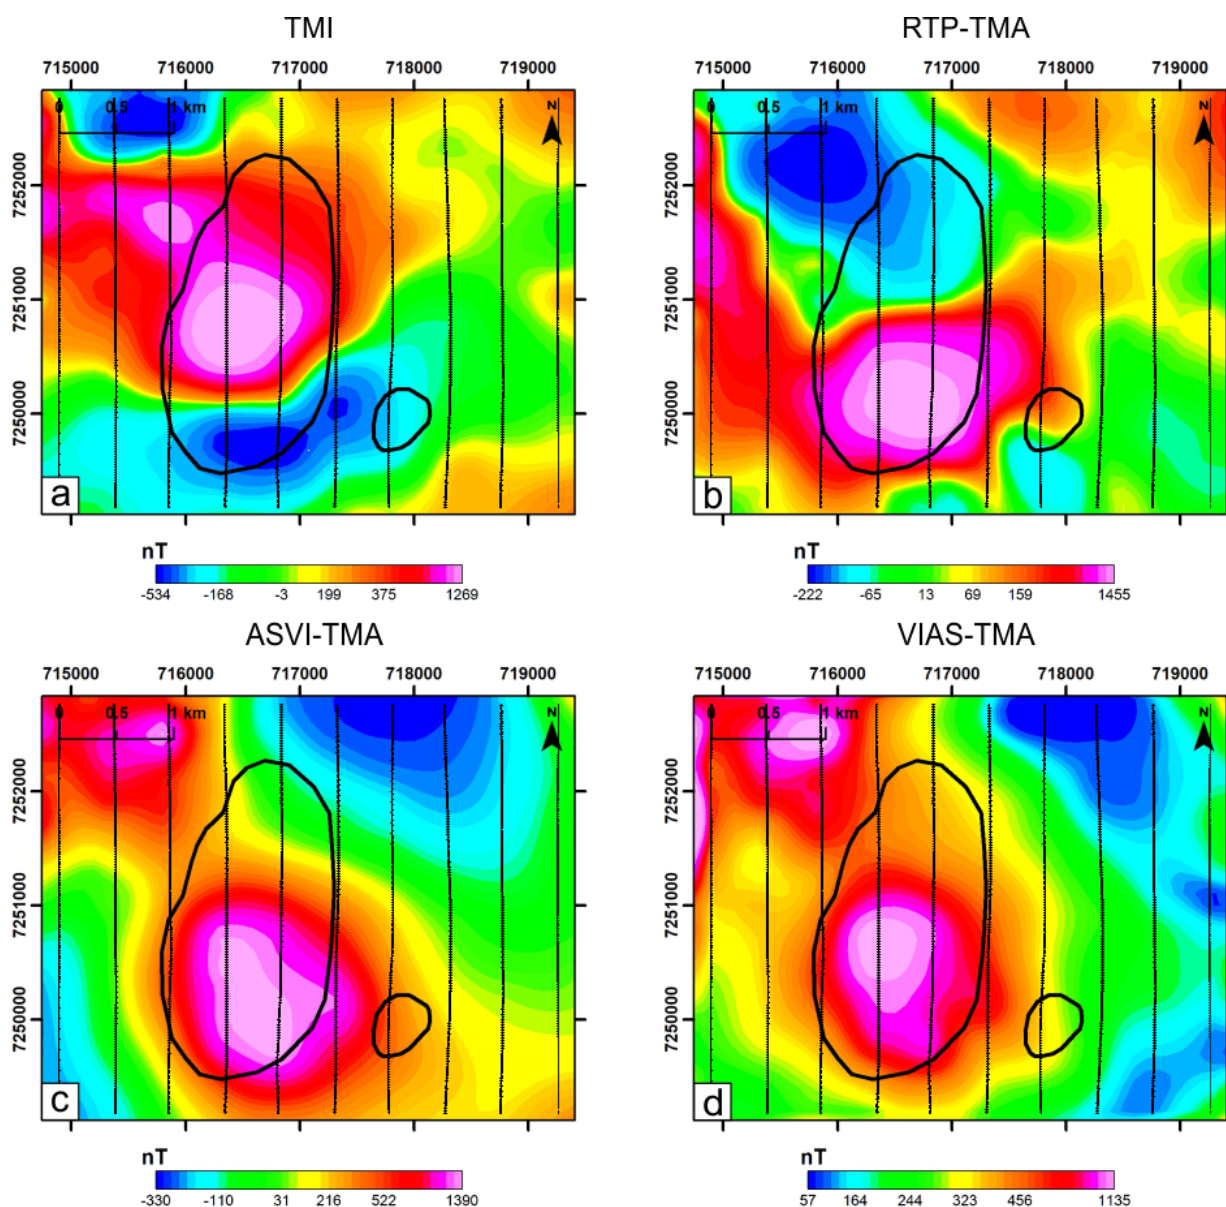 TMI
RTP-TMA
715000 716000 717000 718000 719000
715000 716000 717000 718000 719000
0 0.5 1 km
N
0 0.5 1 km
N
7252000
7251000
7250000
7252000
7251000
7250000
a
b
nT
-534 -168 -3 199 375 1269
nT
-222 -65 13 69 159 1455
ASVI-TMA
VIAS-TMA
715000 716000 717000 718000 719000
715000 716000 717000 718000 719000
0 0.5 1 km
N
0 0.5 1 km
N
7252000
7251000
7250000
7252000
7251000
7250000
c
d
nT
-330 -110 31 216 522 1390
nT
57 164 244 323 456 1135